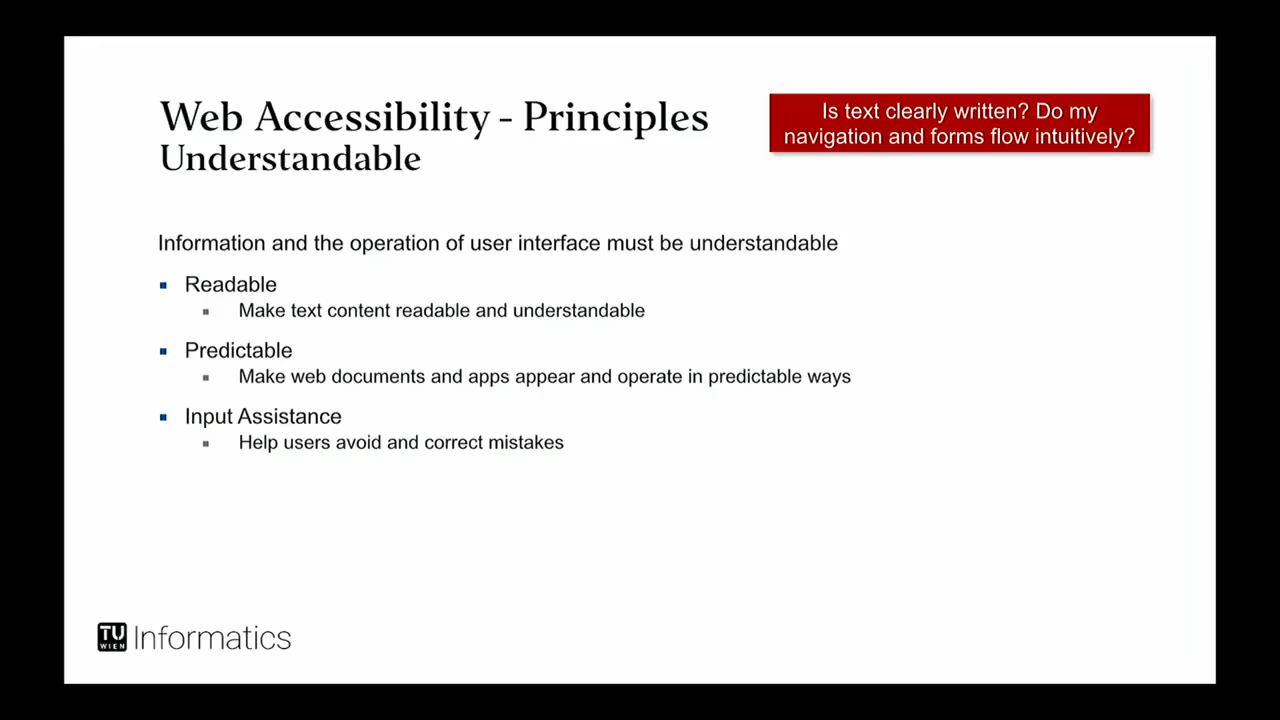 Web Accessibility - Principles
Understandable
Is text clearly written? Do my
navigation and forms flow intuitively?
Information and the operation of user interface must be understandable
Readable
Make text content readable and understandable
Predictable
Make web documents and apps appear and operate in predictable ways
Input Assistance
Help users avoid and correct mistakes
TU
WIEN
Informatics